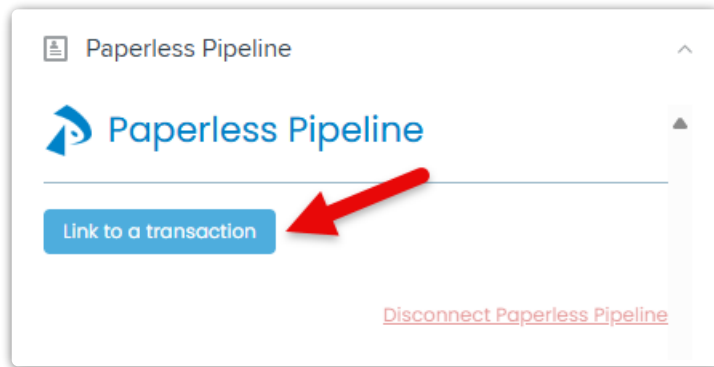 Paperless Pipeline
Paperless Pipeline
Link to a transaction
Disconnect Paperless Pipeline